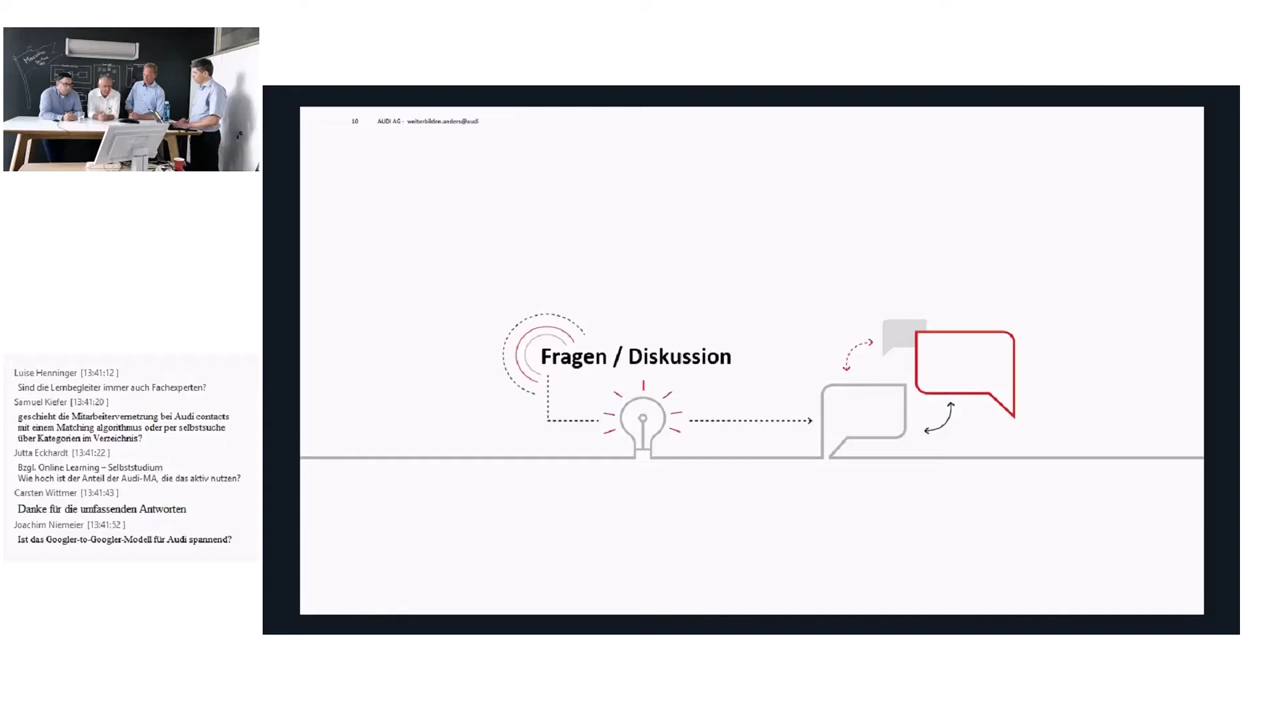 10 AUDI AG - weiterbilden.anders@audi
Fragen / Diskussion
Luise Henninger [13:41:12 ]
Sind die Lernbegleiter immer auch Fachexperten?
Samuel Kiefer [13:41:20 ]
geschieht die Mitarbeitervernetzung bei Audi contacts
mit einem Matching algorithmus oder per selbstsuche
über Kategorien im Verzeichnis?
Jutta Eckhardt [13:41:22 ]
Bzgl. Online Learning – Selbststudium
Wie hoch ist der Anteil der Audi-MA, die das aktiv nutzen?
Carsten Wittmer [13:41:43 ]
Danke für die umfassenden Antworten
Joachim Niemeier [13:41:52 ]
Ist das Googler-to-Googler-Modell für Audi spannend?